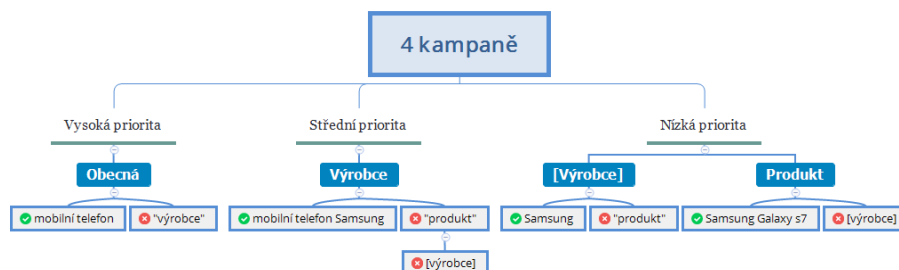 4 kampaně
Vysoká priorita
Střední priorita
Nízká priorita
Obecná
Výrobce
[Výrobce]
Produkt
mobilní telefon
"výrobce"
mobilní telefon Samsung
"produkt"
Samsung
"produkt"
Samsung Galaxy s7
[výrobce]
[výrobce]